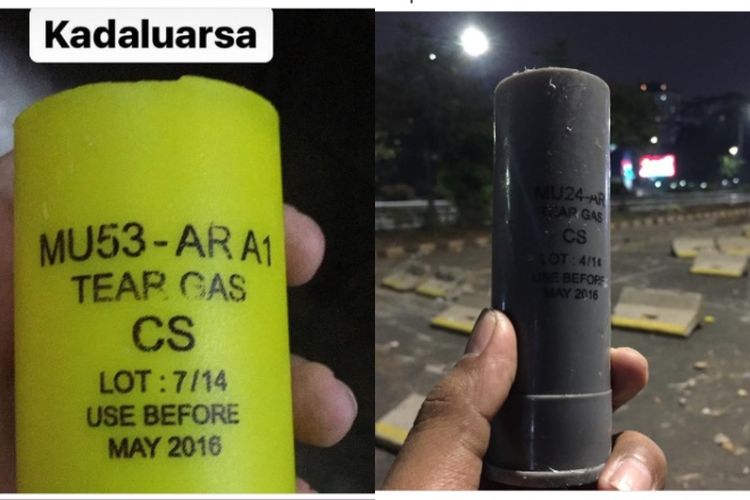 Kadaluarsa
MU53-AR A1
TEAR GAS
CS
LOT : 7/14
USE BEFORE
MAY 2016
MU24-AR
TEAR GAS
CS
LOT : 4/14
USE BEFORE
MAY 2016